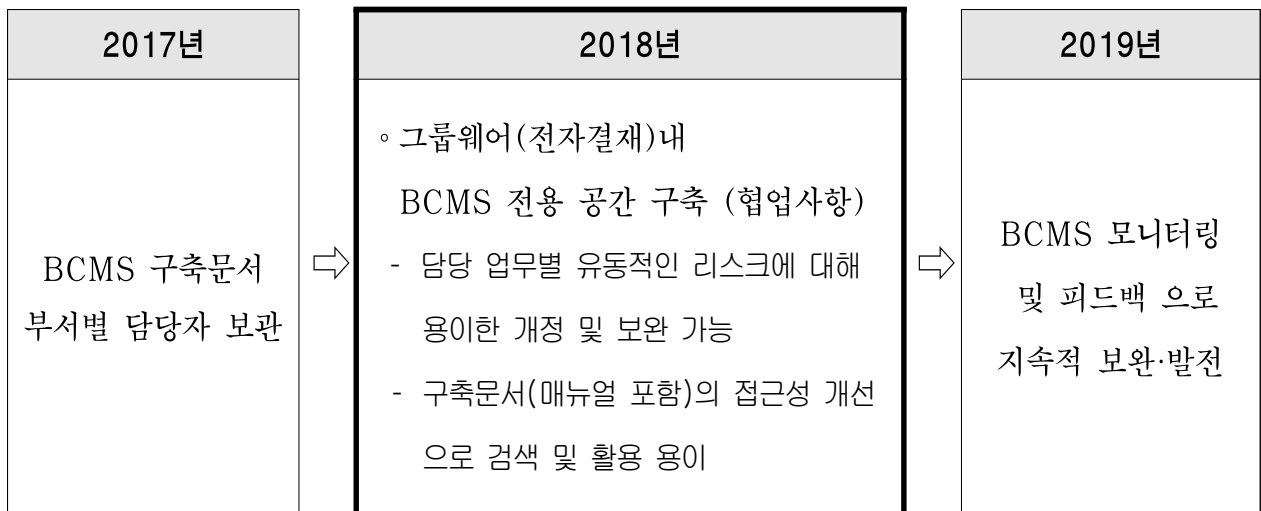 2017년
BCMS 구축문서
부서별 담당자 보관
⇨
2018년
◦그룹웨어(전자결재)내
BCMS 전용 공간 구축 (협업사항)
- 담당 업무별 유동적인 리스크에 대해
용이한 개정 및 보완 가능
- 구축문서(매뉴얼 포함)의 접근성 개선
으로 검색 및 활용 용이
⇨
2019년
BCMS 모니터링
및 피드백 으로
지속적 보완·발전